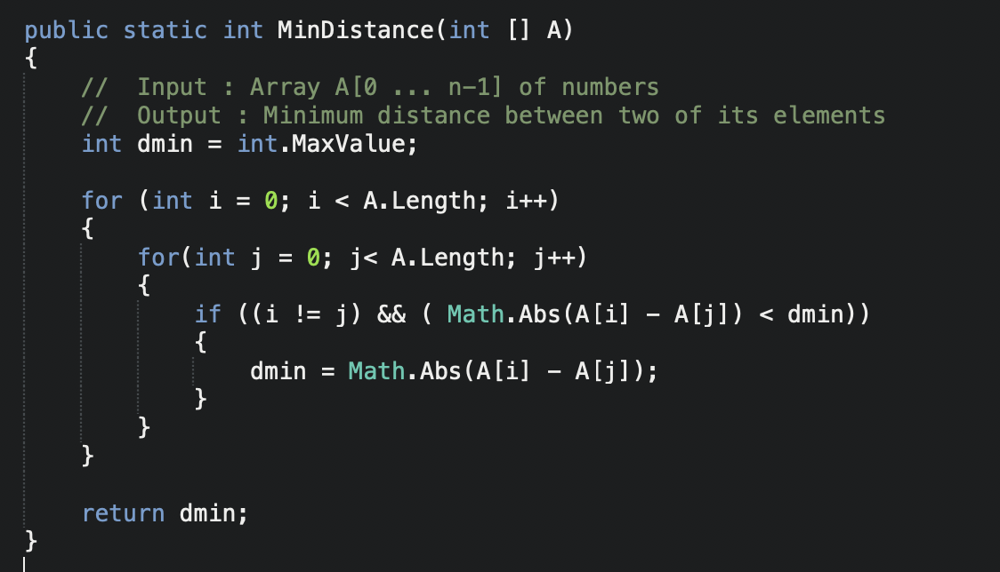 public static int MinDistance(int [] A)
{
//  Input : Array A[0 ... n-1] of numbers
//  Output : Minimum distance between two of its elements
int dmin = int.MaxValue;
for (int i = 0; i < A.Length; i++)
{
for(int j = 0; j< A.Length; j++)
{
if ((i != j) && ( Math.Abs(A[i] - A[j]) < dmin))
{
dmin = Math.Abs(A[i] - A[j]);
}
}
}
return dmin;
}